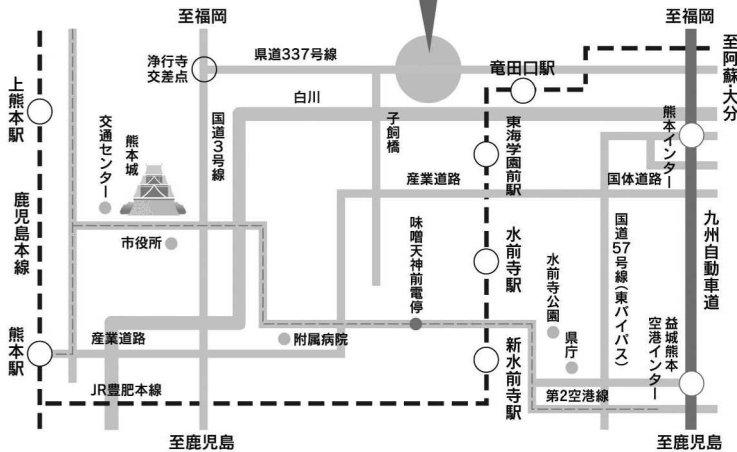 至福岡
至福岡
至阿蘇・大分
浄行寺
交差点
県道337号線
竜田口駅
上熊本駅
白川
交通センター
熊本城
国道3号線
子飼橋
東海学園前駅
熊本インター
産業道路
国体道路
鹿児島本線
市役所
味噌天神前電停
水前寺駅
水前寺公園
国道57号線(東バイパス)
九州自動車道
熊本駅
産業道路
附属病院
新水前寺駅
県庁
益城熊本
空港インター
JR豊肥本線
第2空港線
至鹿児島
至鹿児島